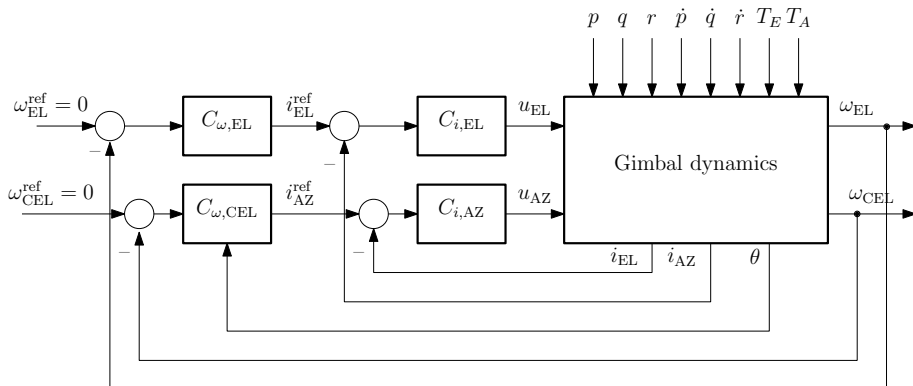 p q r ṗ q̇ ṙ T_E T_A
ω_EL^ref = 0
C_ω,EL
i_EL^ref
C_i,EL
u_EL
ω_EL
−
−
Gimbal dynamics
ω_CEL^ref = 0
C_ω,CEL
i_AZ^ref
C_i,AZ
u_AZ
ω_CEL
−
−
i_EL
i_AZ
θ